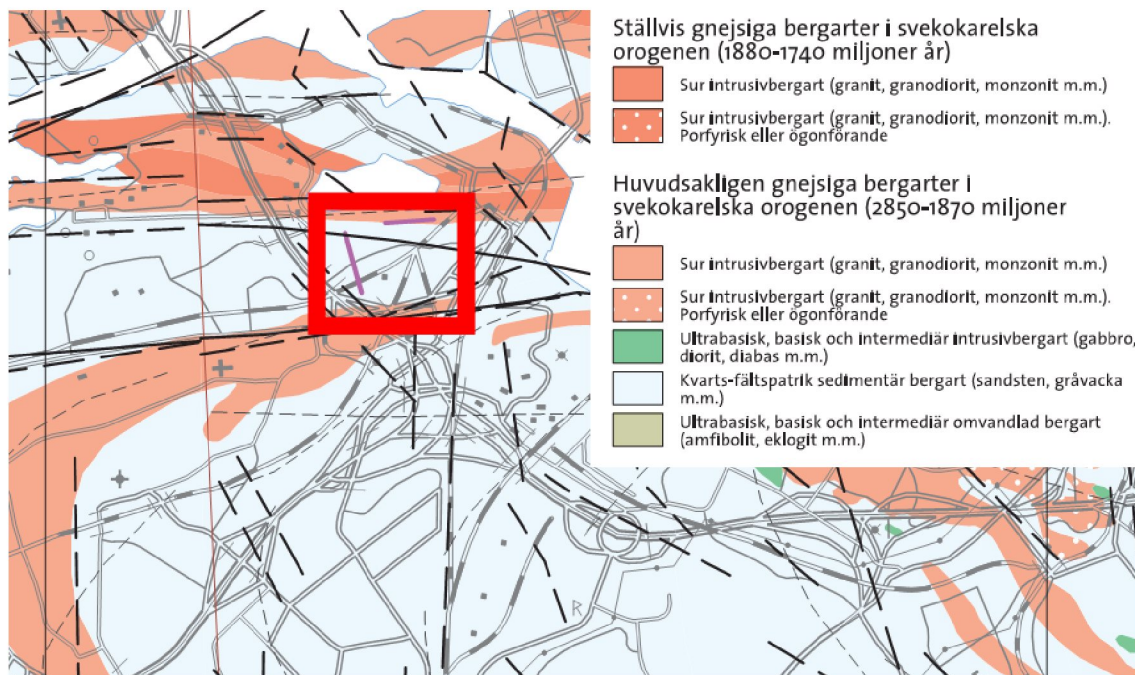 Ställvis gnejsiga bergarter i svekokarelska
orogenen (1880-1740 miljoner år)
Sur intrusivbergart (granit, granodiorit, monzonit m.m.)
Sur intrusivbergart (granit, granodiorit, monzonit m.m.).
Porfyrisk eller ögonförande
Huvudsakligen gnejsiga bergarter i
svekokarelska orogenen (2850-1870 miljoner
år)
Sur intrusivbergart (granit, granodiorit, monzonit m.m.)
Sur intrusivbergart (granit, granodiorit, monzonit m.m.).
Porfyrisk eller ögonförande
Ultrabasisk, basisk och intermediär intrusivbergart (gabbro,
diorit, diabas m.m.)
Kvarts-fältspatrik sedimentär bergart (sandsten, gråvacka
m.m.)
Ultrabasisk, basisk och intermediär omvandlad bergart
(amfibolit, eklogit m.m.)
R